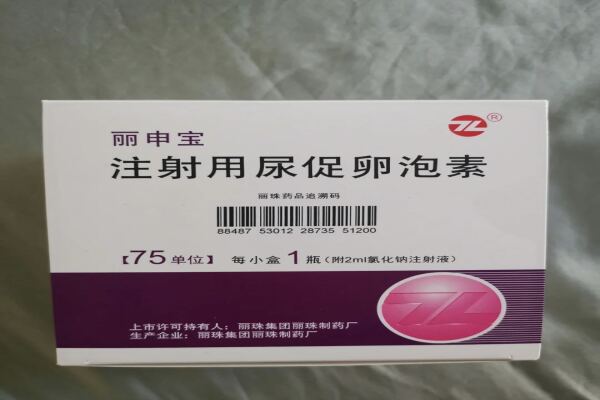 丽申宝
®
注射用尿促卵泡素
丽珠药品追溯码
88487 53012 28735 51200
【75单位】 每小盒1瓶(附2ml氯化钠注射液)
上市许可持有人:丽珠集团丽珠制药厂
生产企业:丽珠集团丽珠制药厂